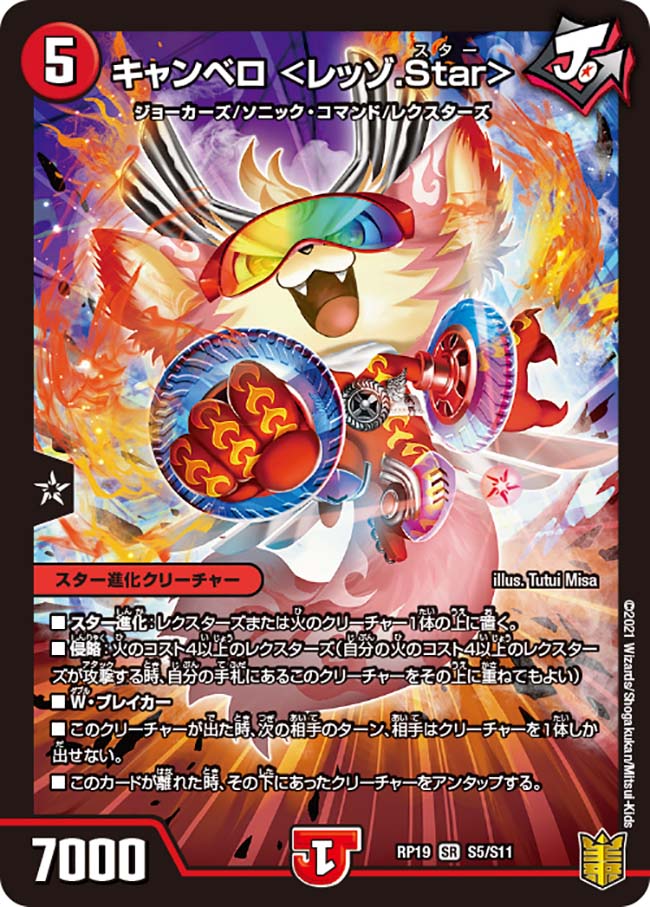 5
スター
キャンベロ <レッゾ.Star>
ジョーカーズ/ソニック・コマンド/レクスターズ
スター進化クリーチャー
illus. Tutui Misa
■スター進化:レクスターズまたは火のクリーチャー1体の上に置く。
■侵略:火のコスト4以上のレクスターズ(自分の火のコスト4以上のレクスター
ズが攻撃する時、自分の手札にあるこのクリーチャーをその上に重ねてもよい)
■W・ブレイカー
■このクリーチャーが出た時、次の相手のターン、相手はクリーチャーを1体しか
出せない。
■このカードが離れた時、その下にあったクリーチャーをアンタップする。
©2021 Wizards/Shogakukan/Mitsui-Kids
7000
RP19 SR S5/S11